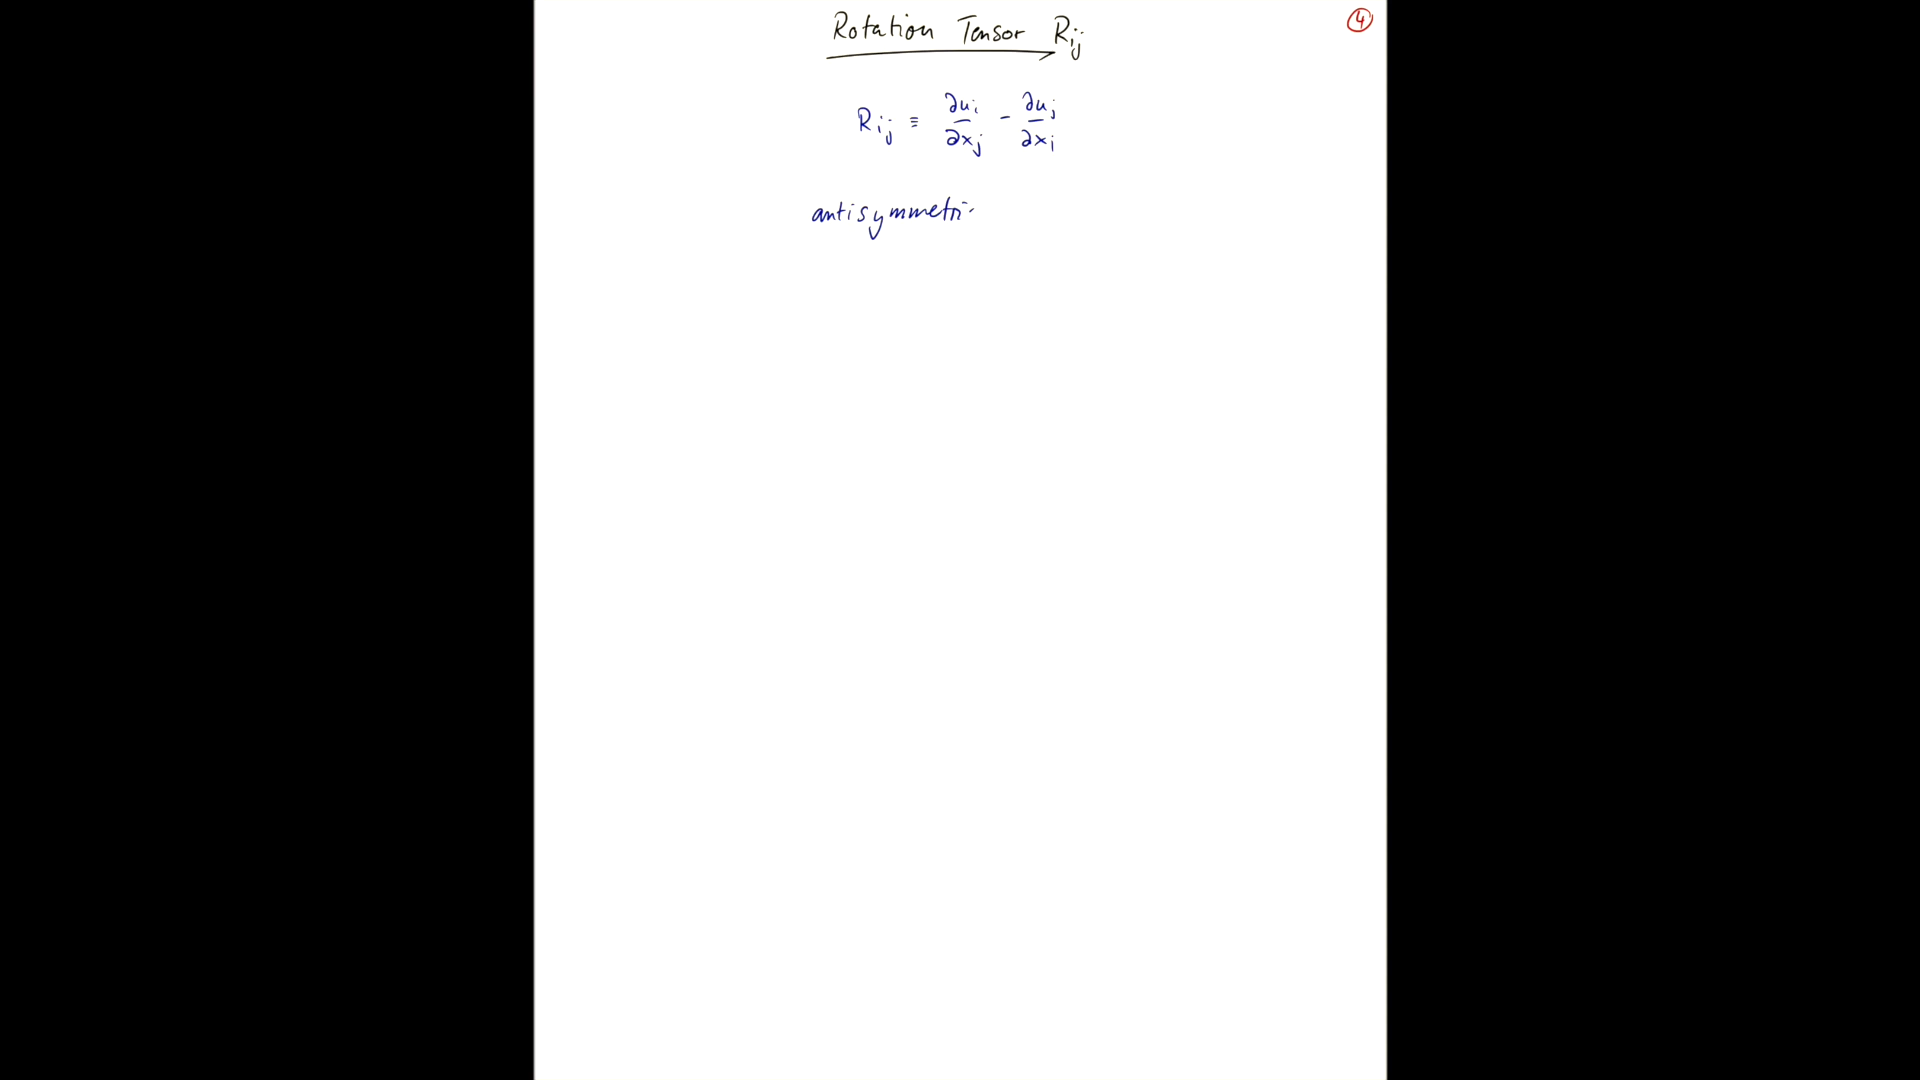 Rotation Tensor Rij
④
Rij ≡ ∂ui/∂xj - ∂uj/∂xi
antisymmetri